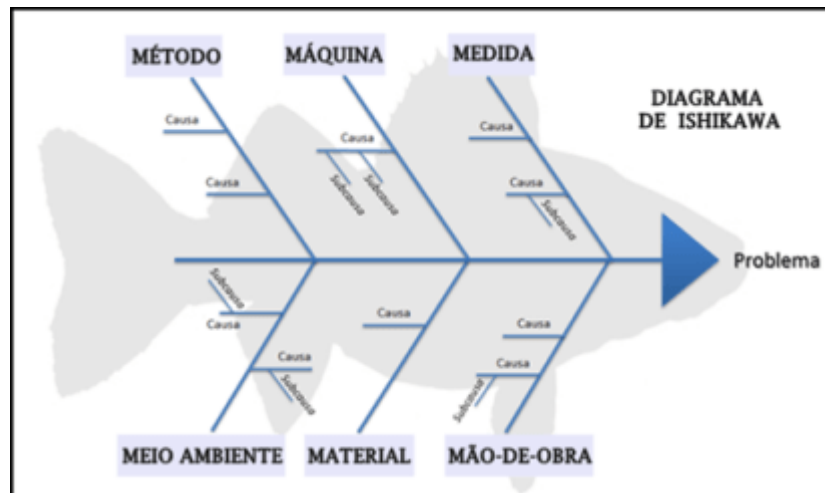 MÉTODO
MÁQUINA
MEDIDA
DIAGRAMA
DE ISHIKAWA
Causa
Causa
Causa
Subcausa
Subcausa
Causa
Causa
Subcausa
Problema
Subcausa
Causa
Causa
Subcausa
Causa
Causa
Causa
Subcausa
MEIO AMBIENTE
MATERIAL
MÃO-DE-OBRA